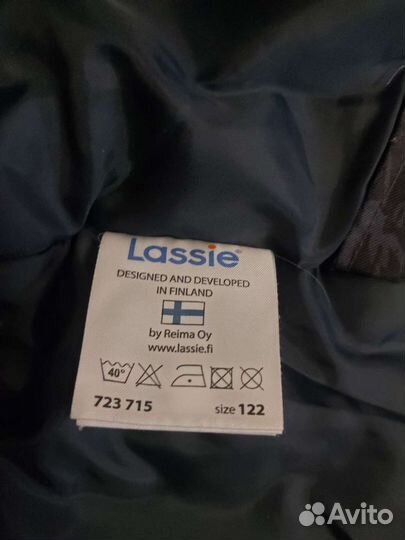 Lassie®
DESIGNED AND DEVELOPED
IN FINLAND
by Reima Oy
www.lassie.fi
40°
723 715 size 122
Avito